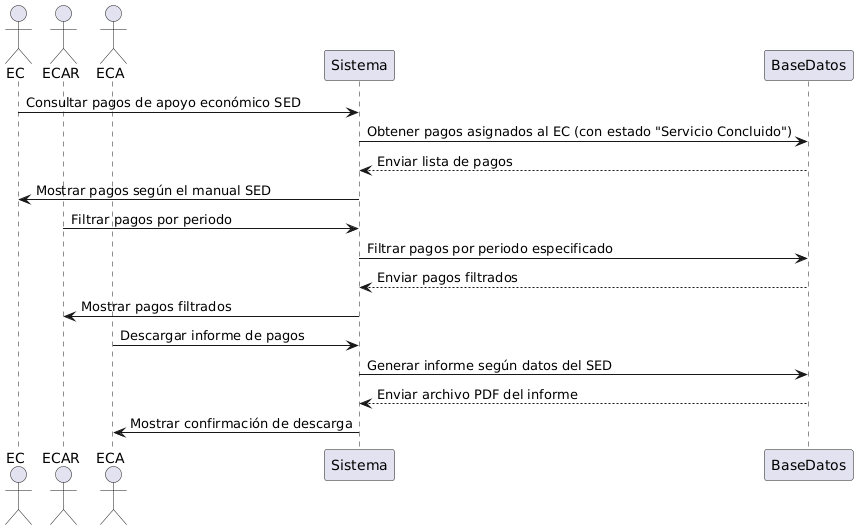 EC ECAR ECA Sistema BaseDatos
Consultar pagos de apoyo económico SED
Obtener pagos asignados al EC (con estado "Servicio Concluido")
Enviar lista de pagos
Mostrar pagos según el manual SED
Filtrar pagos por periodo
Filtrar pagos por periodo especificado
Enviar pagos filtrados
Mostrar pagos filtrados
Descargar informe de pagos
Generar informe según datos del SED
Enviar archivo PDF del informe
Mostrar confirmación de descarga
EC ECAR ECA Sistema BaseDatos